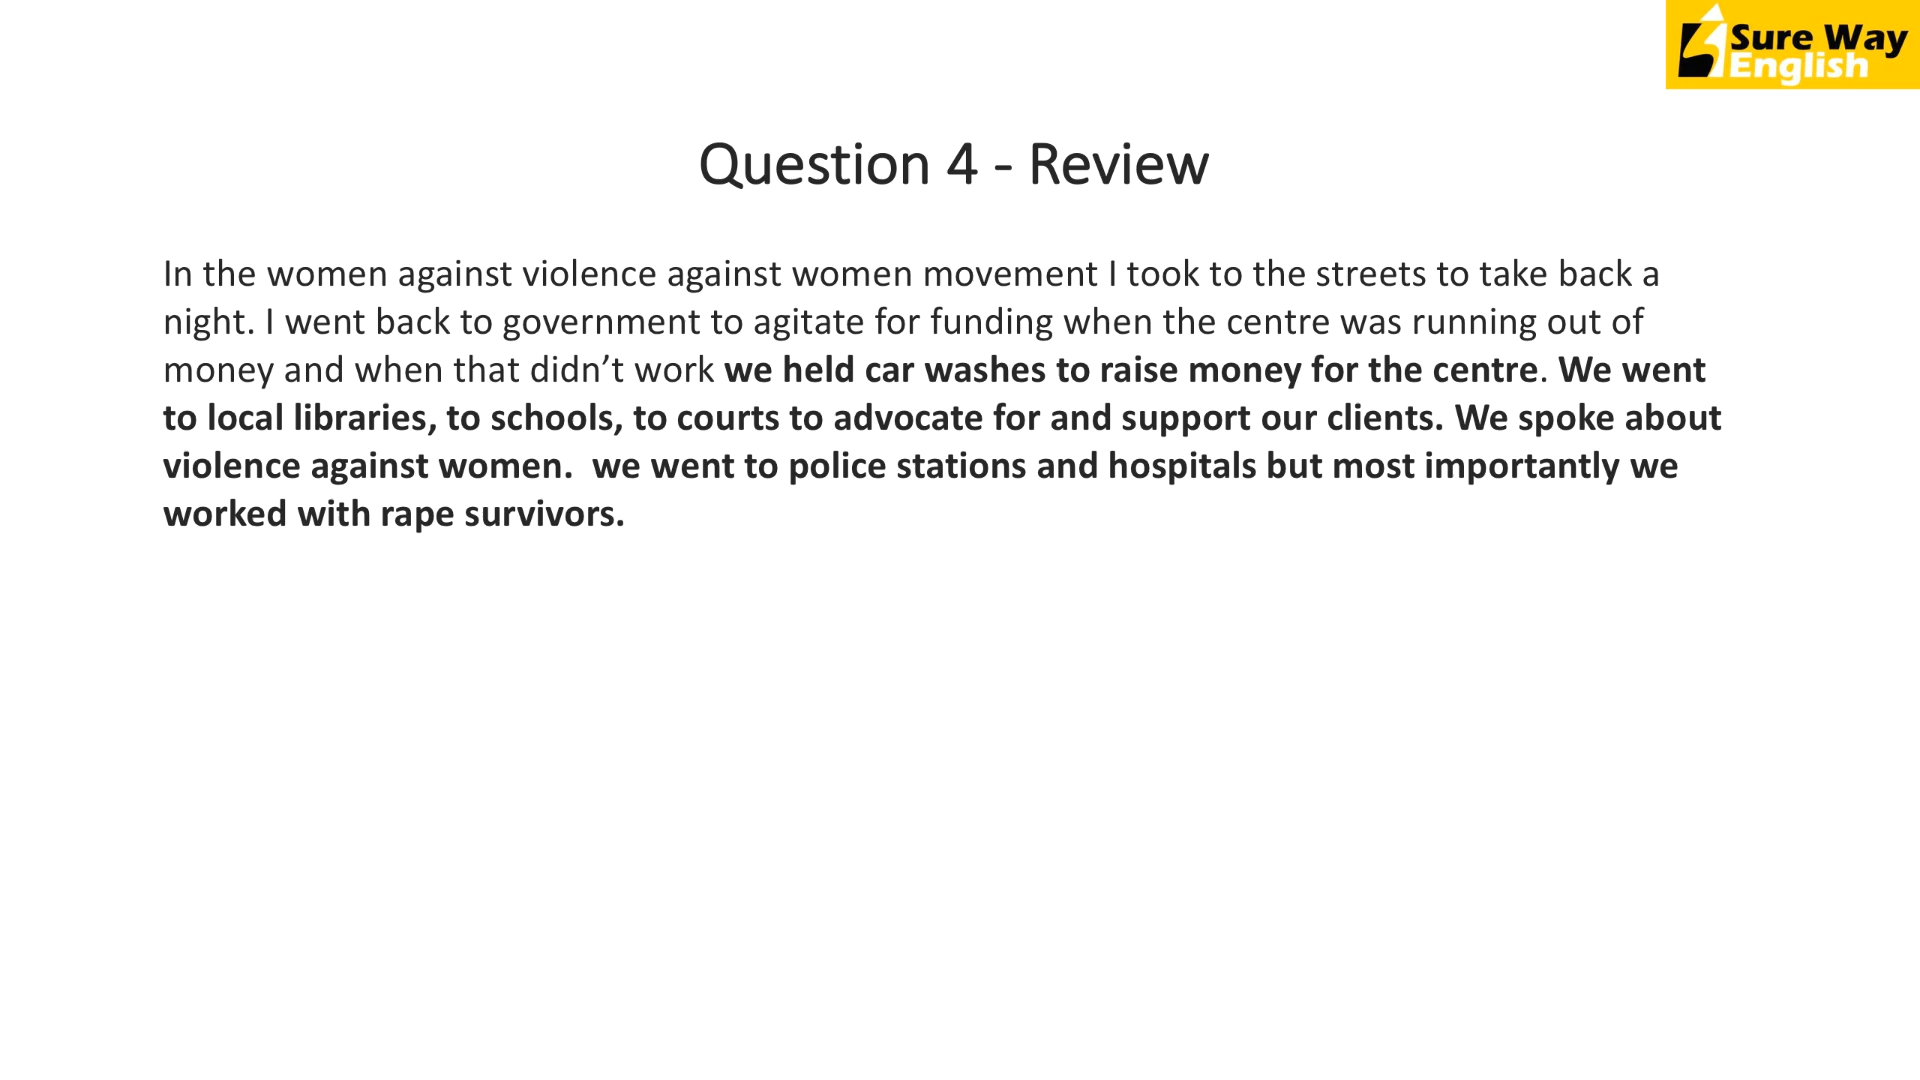 Sure Way
English
Question 4 - Review
In the women against violence against women movement I took to the streets to take back a
night. I went back to government to agitate for funding when the centre was running out of
money and when that didn’t work we held car washes to raise money for the centre. We went
to local libraries, to schools, to courts to advocate for and support our clients. We spoke about
violence against women.  we went to police stations and hospitals but most importantly we
worked with rape survivors.